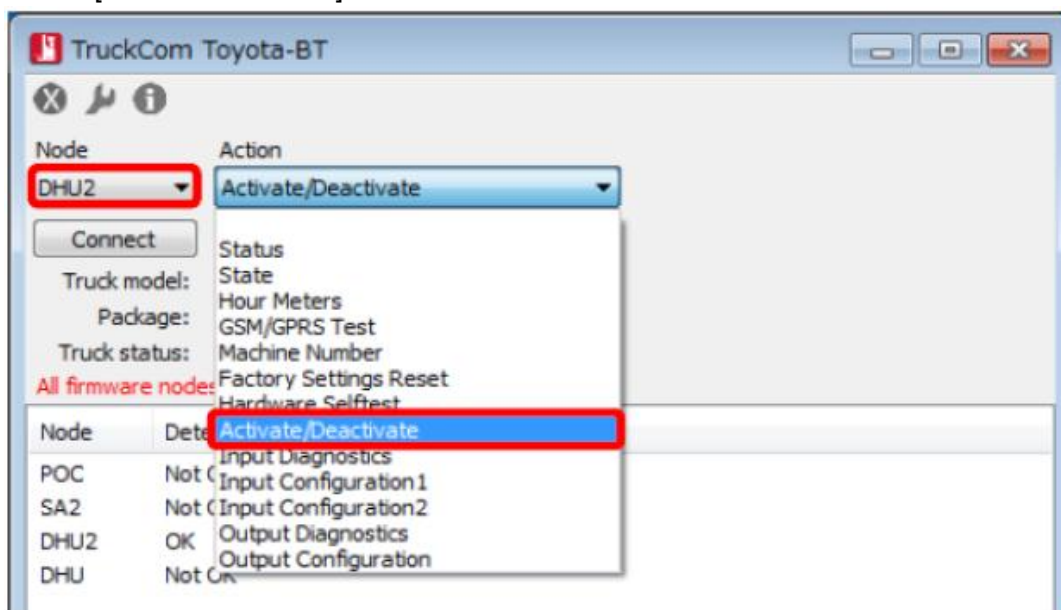 TruckCom Toyota-BT
Node Action
DHU2 Activate/Deactivate
Connect
Status
State
Truck model:
Hour Meters
Package:
GSM/GPRS Test
Truck status:
Machine Number
All firmware nodes
Factory Settings Reset
Hardware Selftest
Node
Activate/Deactivate
Input Diagnostics
POC Not
Input Configuration1
SA2 Not
Input Configuration2
DHU2 OK
Output Diagnostics
Output Configuration
DHU Not OK